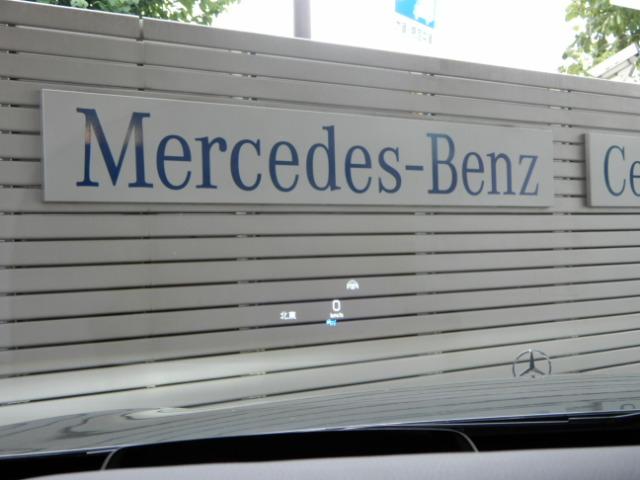 Mercedes-Benz
Ce
0
北東 km/h